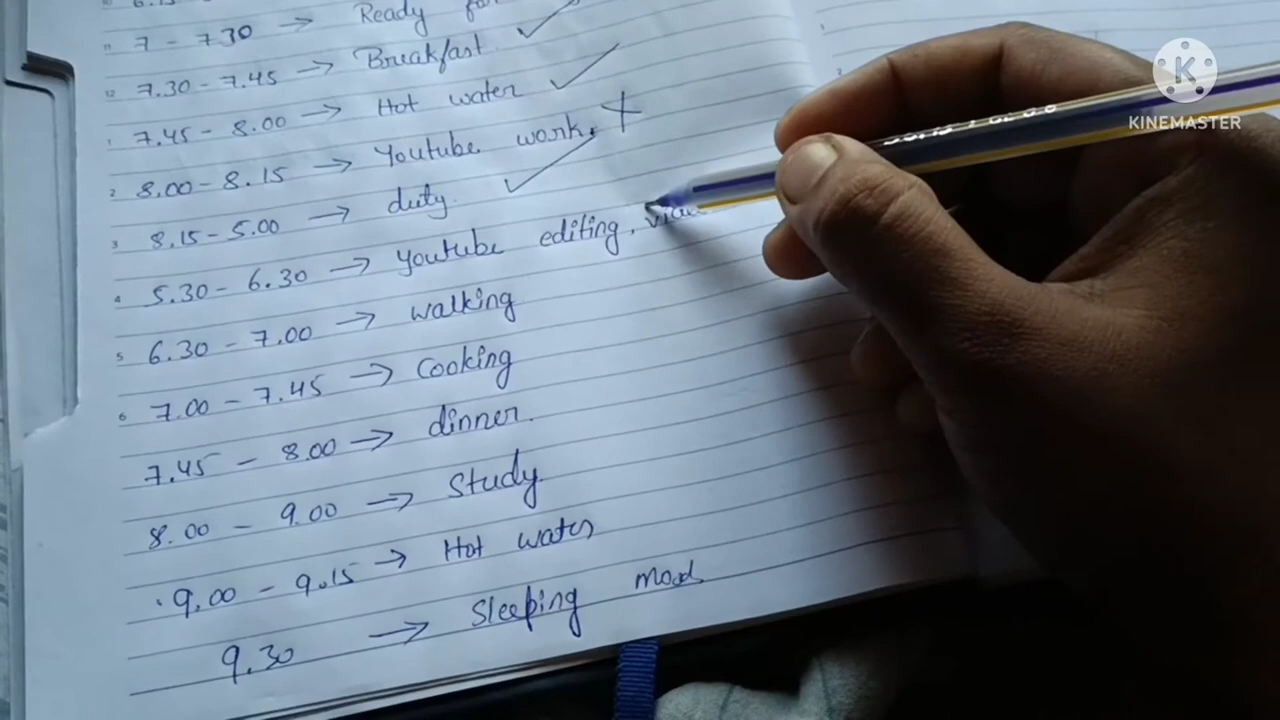 7 - 7.30 → Ready for
7.30 - 7.45 → Breakfast ✓
7.45 - 8.00 → Hot water ✓
8.00 - 8.15 → Youtube work, X
8.15 - 5.00 → duty. ✓
5.30 - 6.30 → youtube editing,
6.30 - 7.00 → walking
7.00 - 7.45 → Cooking
7.45 - 8.00 → dinner.
8.00 - 9.00 → Study.
9.00 - 9.15 → Hot water
9.30 → Sleeping mod
K
KINEMASTER